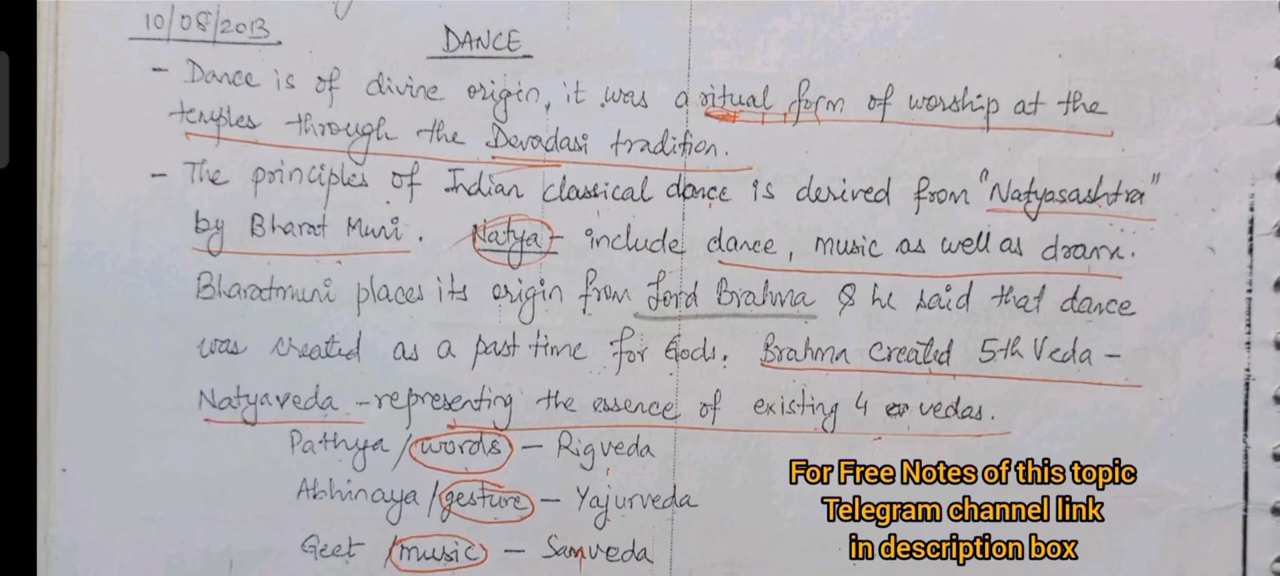 10/08/2013
DANCE
- Dance is of divine origin, it was a ritual form of worship at the
temples through the Devadasi tradition.
- The principles of Indian classical dance is derived from "Natyasashtra"
by Bharat Muni. Natya - include dance, music as well as drama.
Bharatmuni places its origin from Lord Brahma & he said that dance
was created as a past time for Gods. Brahma created 5th Veda -
Natyaveda - representing the essence of existing 4 vedas.
Pathya / words - Rigveda
Abhinaya / gesture - Yajurveda
Geet / music - Samveda
For Free Notes of this topic
Telegram channel link
in description box